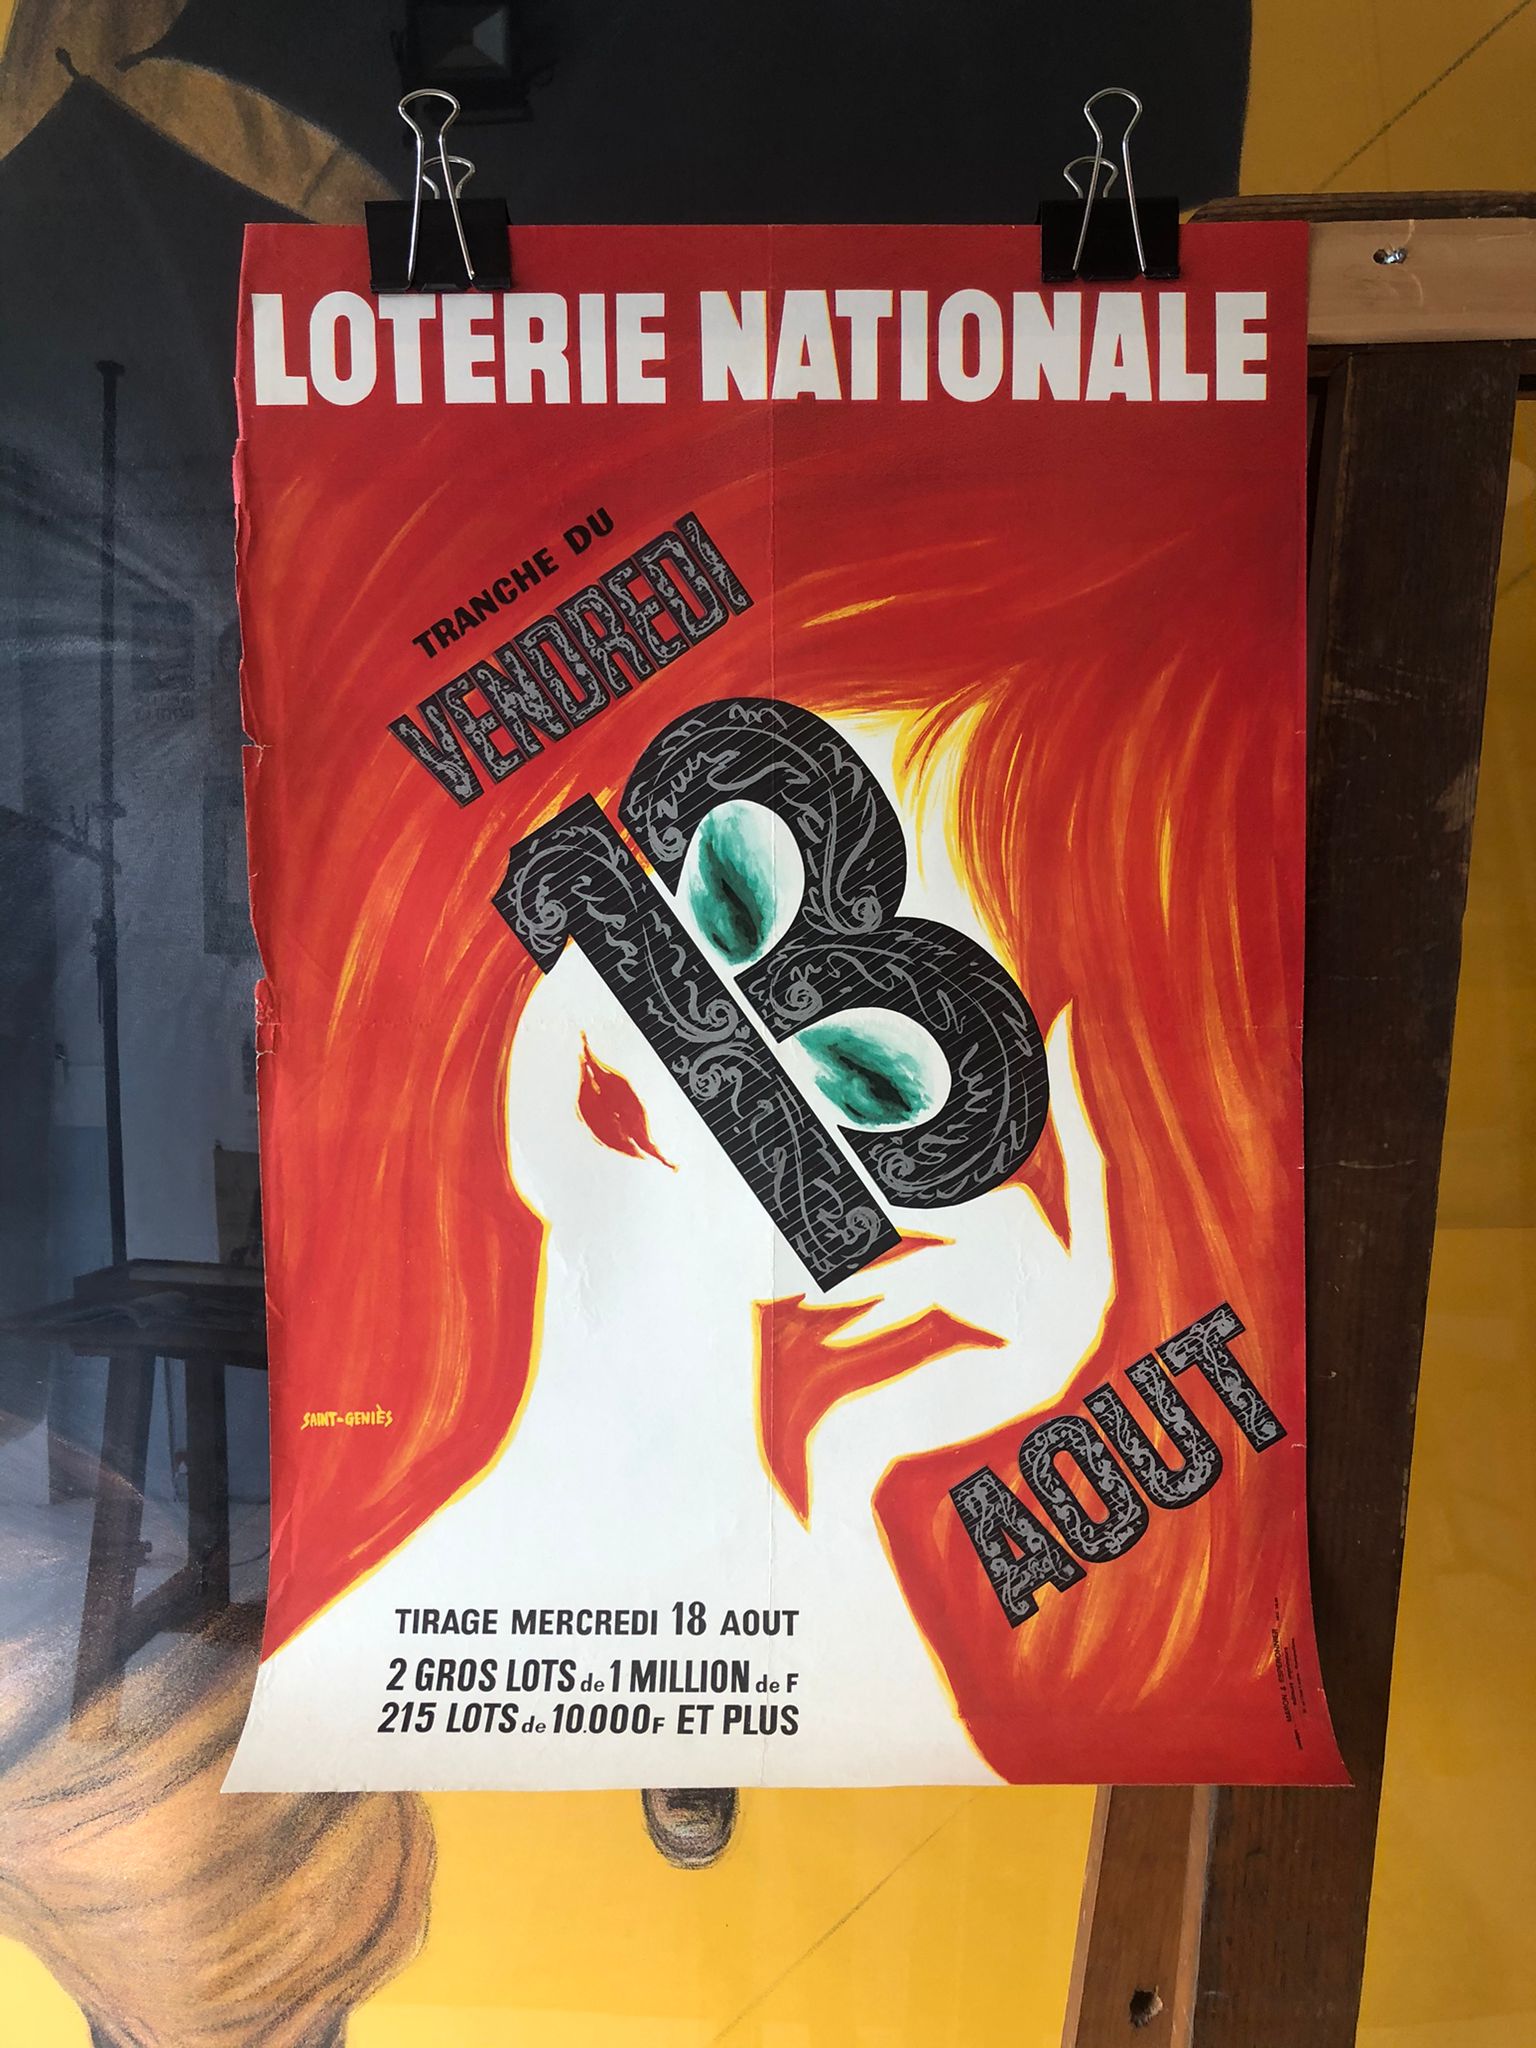 LOTERIE NATIONALE
TRANCHE DU
VENDREDI
13
AOUT
SAINT-GENIÈS
TIRAGE MERCREDI 18 AOUT
2 GROS LOTS de 1 MILLION de F
215 LOTS de 10.000F ET PLUS